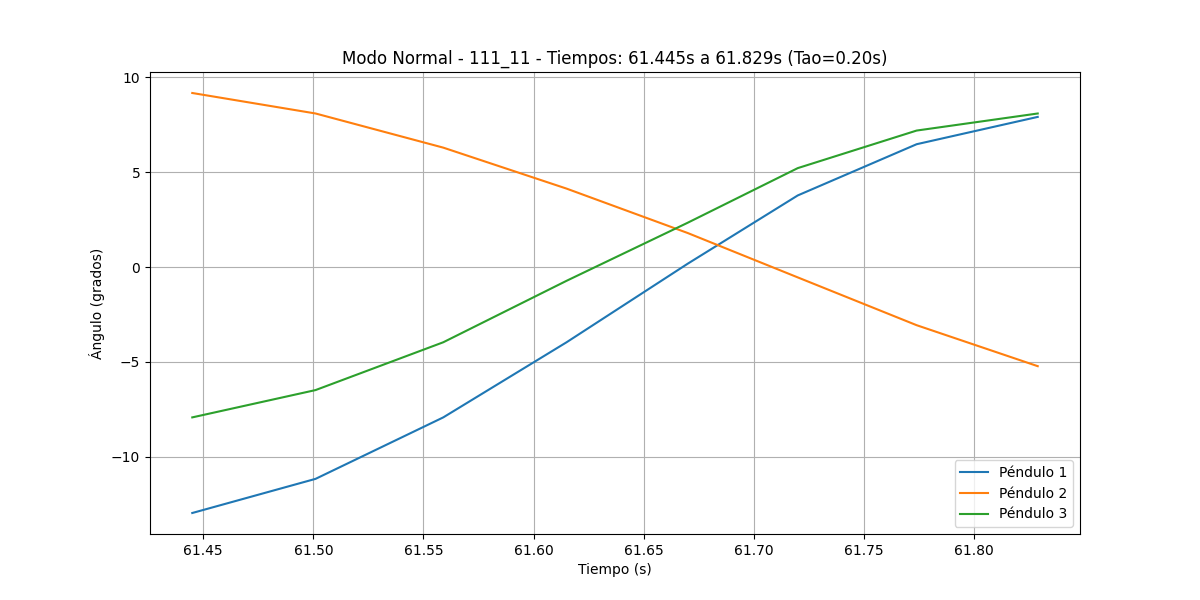 Modo Normal - 111_11 - Tiempos: 61.445s a 61.829s (Tao=0.20s)
10
5
0
−5
−10
Ángulo (grados)
61.45 61.50 61.55 61.60 61.65 61.70 61.75 61.80
Tiempo (s)
Péndulo 1
Péndulo 2
Péndulo 3